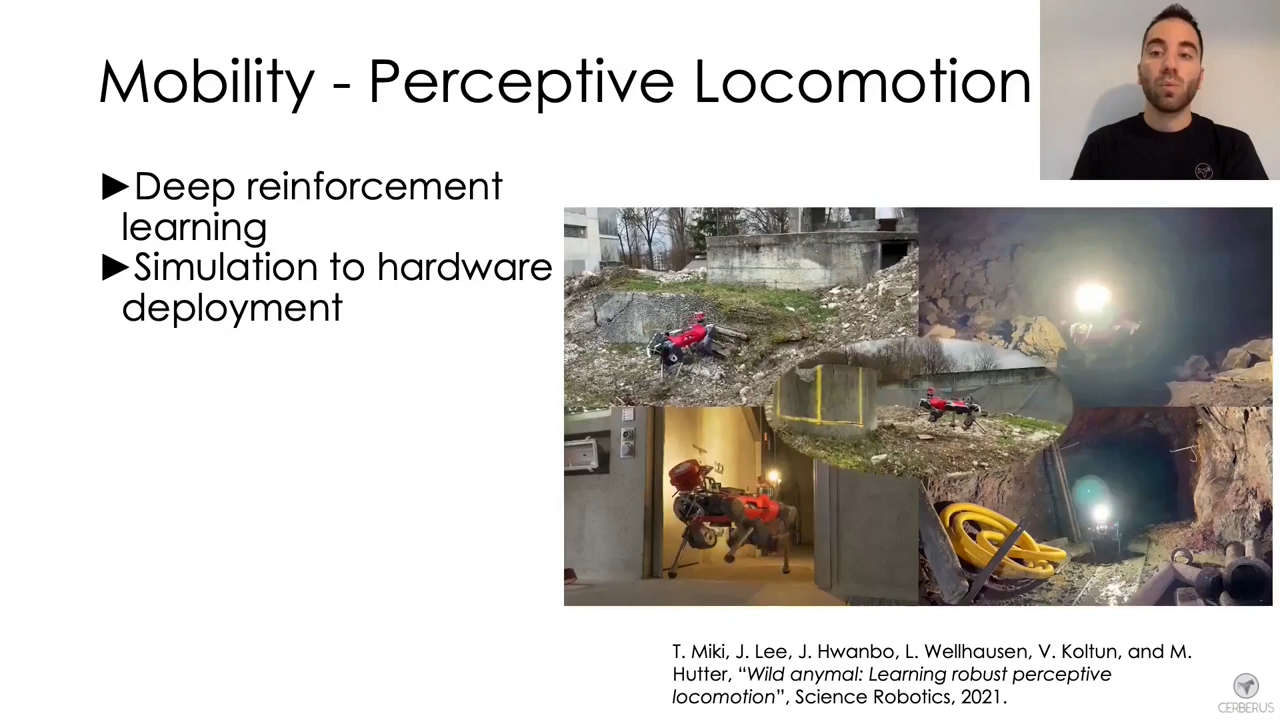 Mobility - Perceptive Locomotion
►Deep reinforcement
learning
►Simulation to hardware
deployment
T. Miki, J. Lee, J. Hwanbo, L. Wellhausen, V. Koltun, and M.
Hutter, “Wild anymal: Learning robust perceptive
locomotion”, Science Robotics, 2021.
CERBERUS